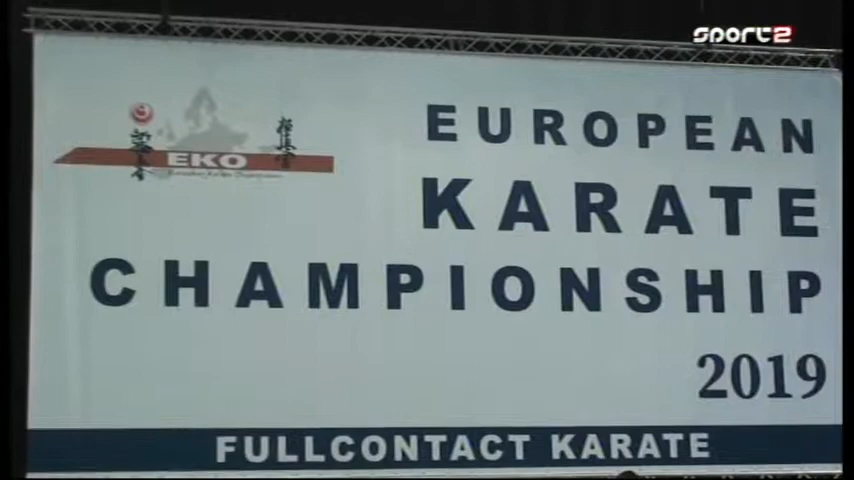 sport2
EKO
EUROPEAN
KARATE
CHAMPIONSHIP
2019
FULLCONTACT KARATE